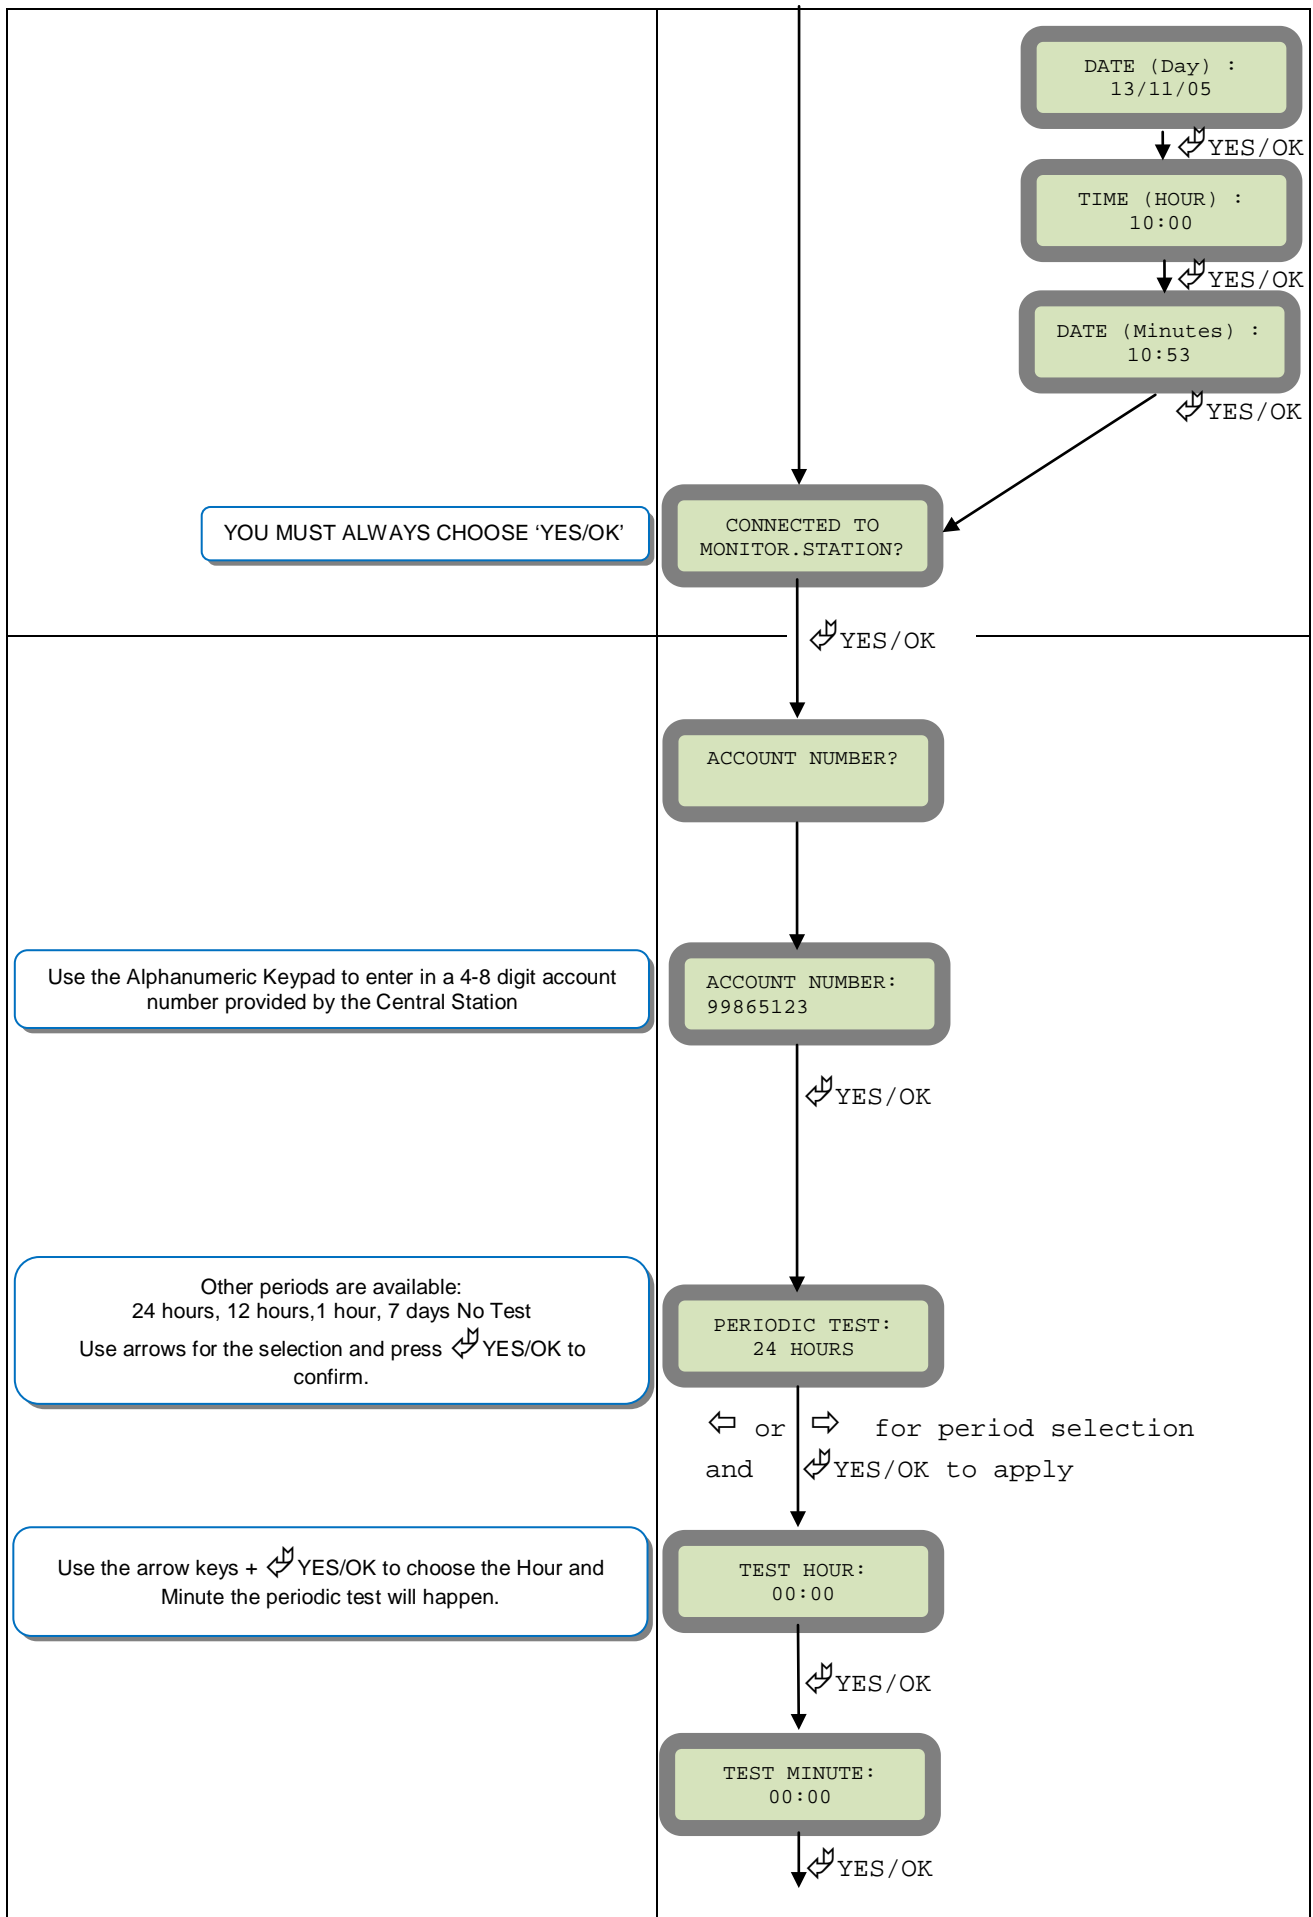 DATE (Day) :
13/11/05
YES/OK
TIME (HOUR) :
10:00
YES/OK
DATE (Minutes) :
10:53
YES/OK
YOU MUST ALWAYS CHOOSE ‘YES/OK’
CONNECTED TO
MONITOR.STATION?
YES/OK
ACCOUNT NUMBER?
Use the Alphanumeric Keypad to enter in a 4-8 digit account
number provided by the Central Station
ACCOUNT NUMBER:
99865123
YES/OK
Other periods are available:
24 hours, 12 hours,1 hour, 7 days No Test
Use arrows for the selection and press YES/OK to
confirm.
PERIODIC TEST:
24 HOURS
⇦ or ⇨ for period selection
and YES/OK to apply
Use the arrow keys + YES/OK to choose the Hour and
Minute the periodic test will happen.
TEST HOUR:
00:00
YES/OK
TEST MINUTE:
00:00
YES/OK